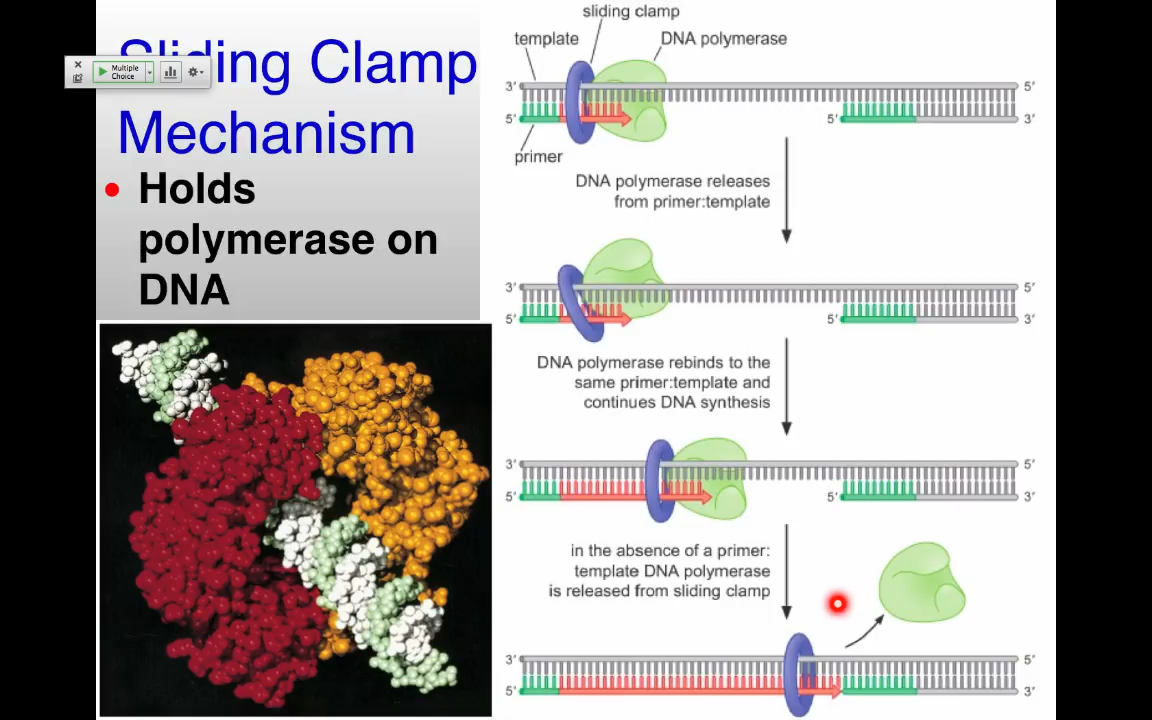 Sliding Clamp
Mechanism
Multiple
Choice
• Holds
polymerase on
DNA
sliding clamp
template
DNA polymerase
3′
5′
5′
5′
3′
primer
DNA polymerase releases
from primer:template
3′
5′
5′
5′
3′
DNA polymerase rebinds to the
same primer:template and
continues DNA synthesis
3′
5′
5′
5′
3′
in the absence of a primer:
template DNA polymerase
is released from sliding clamp
3′
5′
5′
3′